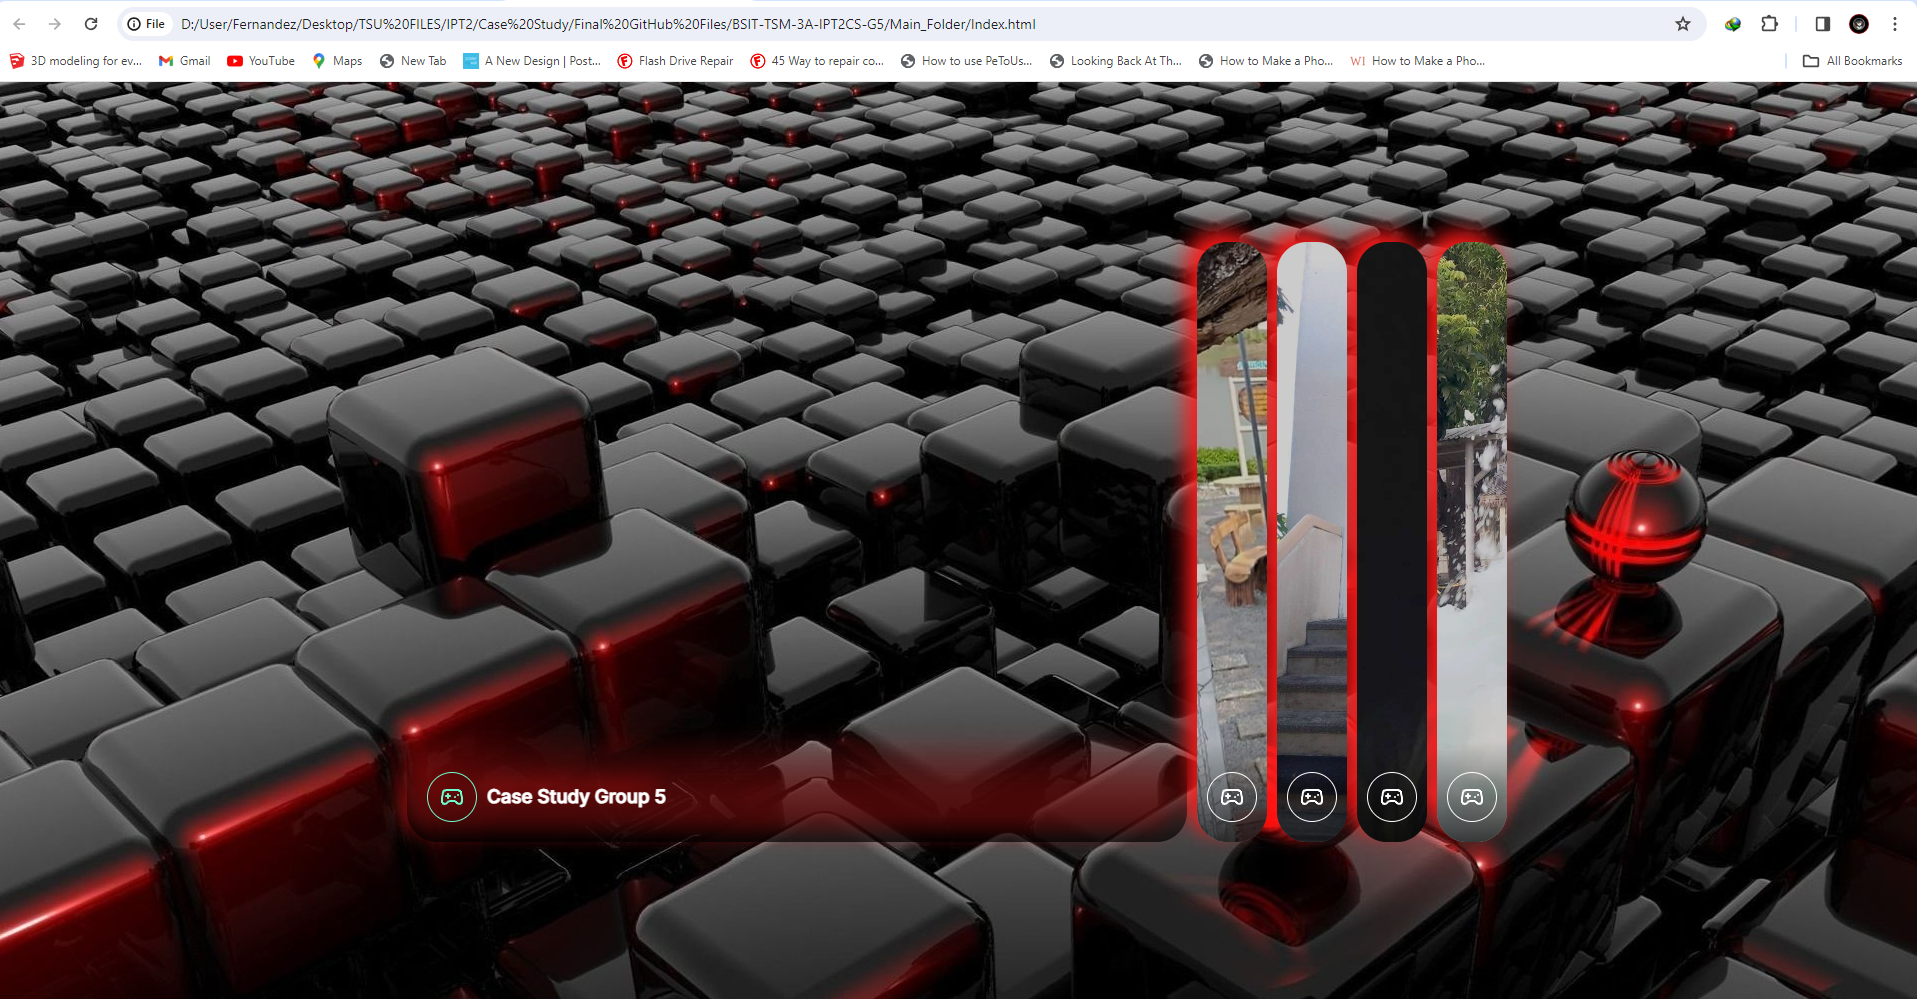 File
D:/User/Fernandez/Desktop/TSU%20FILES/IPT2/Case%20Study/Final%20GitHub%20Files/BSIT-TSM-3A-IPT2CS-G5/Main_Folder/Index.html
3D modeling for ev...
Gmail
YouTube
Maps
New Tab
A New Design | Post...
Flash Drive Repair
45 Way to repair co...
How to use PeToUs...
Looking Back At Th...
How to Make a Pho...
WI How to Make a Pho...
All Bookmarks
Case Study Group 5